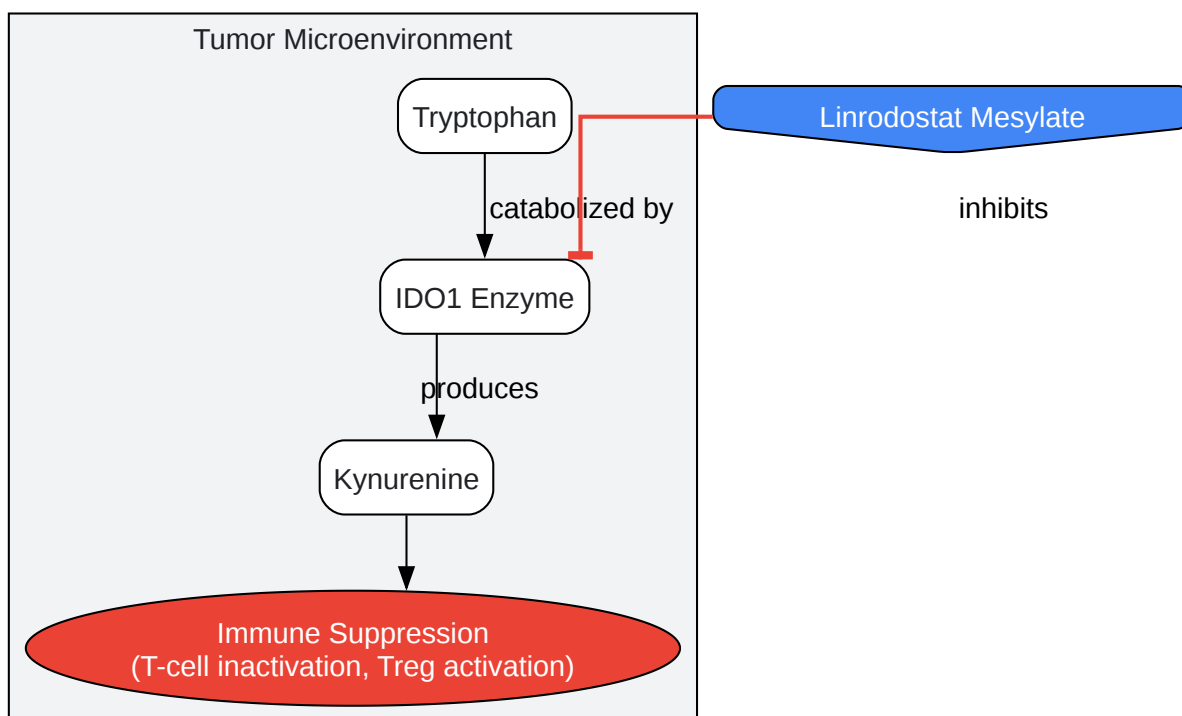 Tumor Microenvironment
Tryptophan
Linrodostat Mesylate
catabolized by
inhibits
IDO1 Enzyme
produces
Kynurenine
Immune Suppression
(T-cell inactivation, Treg activation)